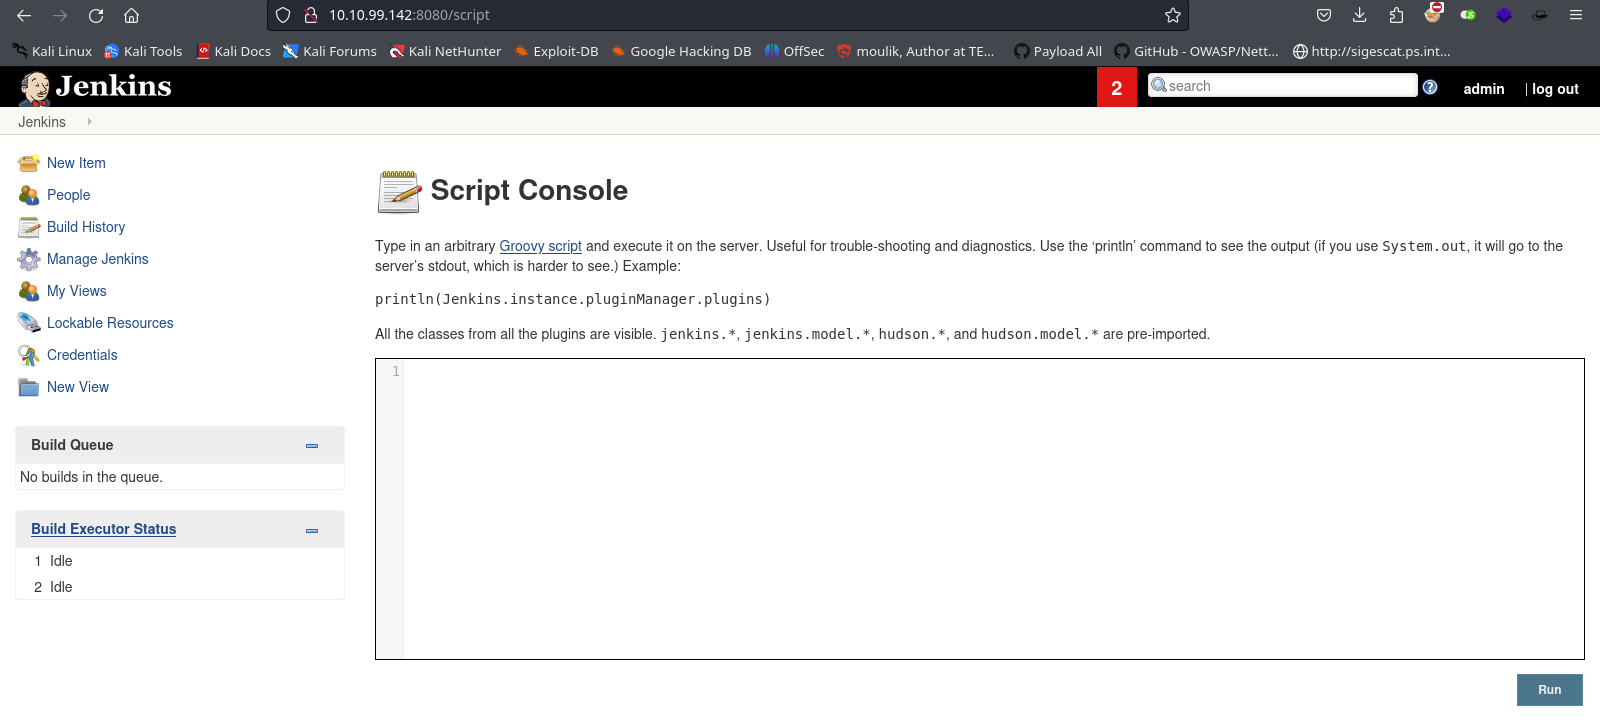 10.10.99.142:8080/script
Kali Linux Kali Tools Kali Docs Kali Forums Kali NetHunter Exploit-DB Google Hacking DB OffSec moulik, Author at TE... Payload All GitHub - OWASP/Nett... http://sigescat.ps.int...
Jenkins 2 search admin | log out
Jenkins
New Item
People
Build History
Manage Jenkins
My Views
Lockable Resources
Credentials
New View
Build Queue
No builds in the queue.
Build Executor Status
1 Idle
2 Idle
Script Console
Type in an arbitrary Groovy script and execute it on the server. Useful for trouble-shooting and diagnostics. Use the ‘println’ command to see the output (if you use System.out, it will go to the
server’s stdout, which is harder to see.) Example:
println(Jenkins.instance.pluginManager.plugins)
All the classes from all the plugins are visible. jenkins.*, jenkins.model.*, hudson.*, and hudson.model.* are pre-imported.
1
Run